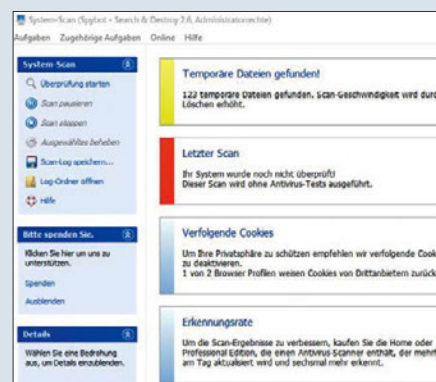 System-Scan (Spybot - Search & Destroy 2.6, Administratorrechte)
Aufgaben Zugehörige Aufgaben Online Hilfe
System-Scan
Überprüfung starten
Scan pausieren
Scan stoppen
Ausgewähltes beheben
Scan-Log speichern...
Log-Ordner öffnen
Hilfe
Bitte spenden Sie.
Klicken Sie hier um uns zu
unterstützen.
Spenden
Ausblenden
Details
Wählen Sie eine Bedrohung
aus, um Details einzublenden.
Temporäre Dateien gefunden!
122 temporäre Dateien gefunden. Scan-Geschwindigkeit wird durc
Löschen erhöht.
Letzter Scan
Ihr System wurde noch nicht überprüft!
Dieser Scan wird ohne Antivirus-Tests ausgeführt.
Verfolgende Cookies
Um Ihre Privatsphäre zu schützen empfehlen wir verfolgende Cook
zu deaktivieren.
1 von 2 Browser Profilen weisen Cookies von Drittanbietern zurück
Erkennungsrate
Um die Scan-Ergebnisse zu verbessern, kaufen Sie die Home oder
Professional Edition, die einen Antivirus-Scanner enthält, der mehrf
am Tag aktualisiert wird und sechsmal mehr erkennt.